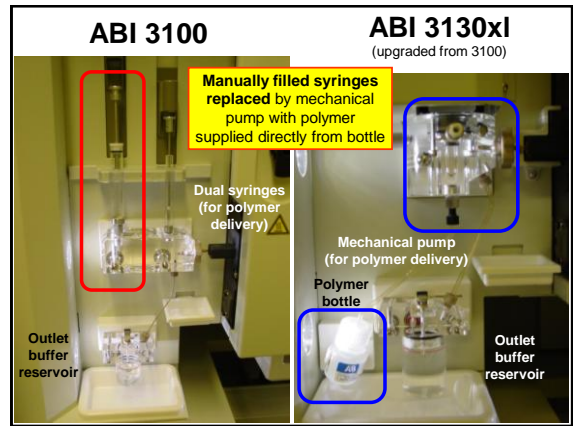 ABI 3100
ABI 3130xl
(upgraded from 3100)
Manually filled syringes
replaced by mechanical
pump with polymer
supplied directly from bottle
Dual syringes
(for polymer
delivery)
Mechanical pump
(for polymer delivery)
Polymer
bottle
Outlet
buffer
reservoir
Outlet
buffer
reservoir
AB